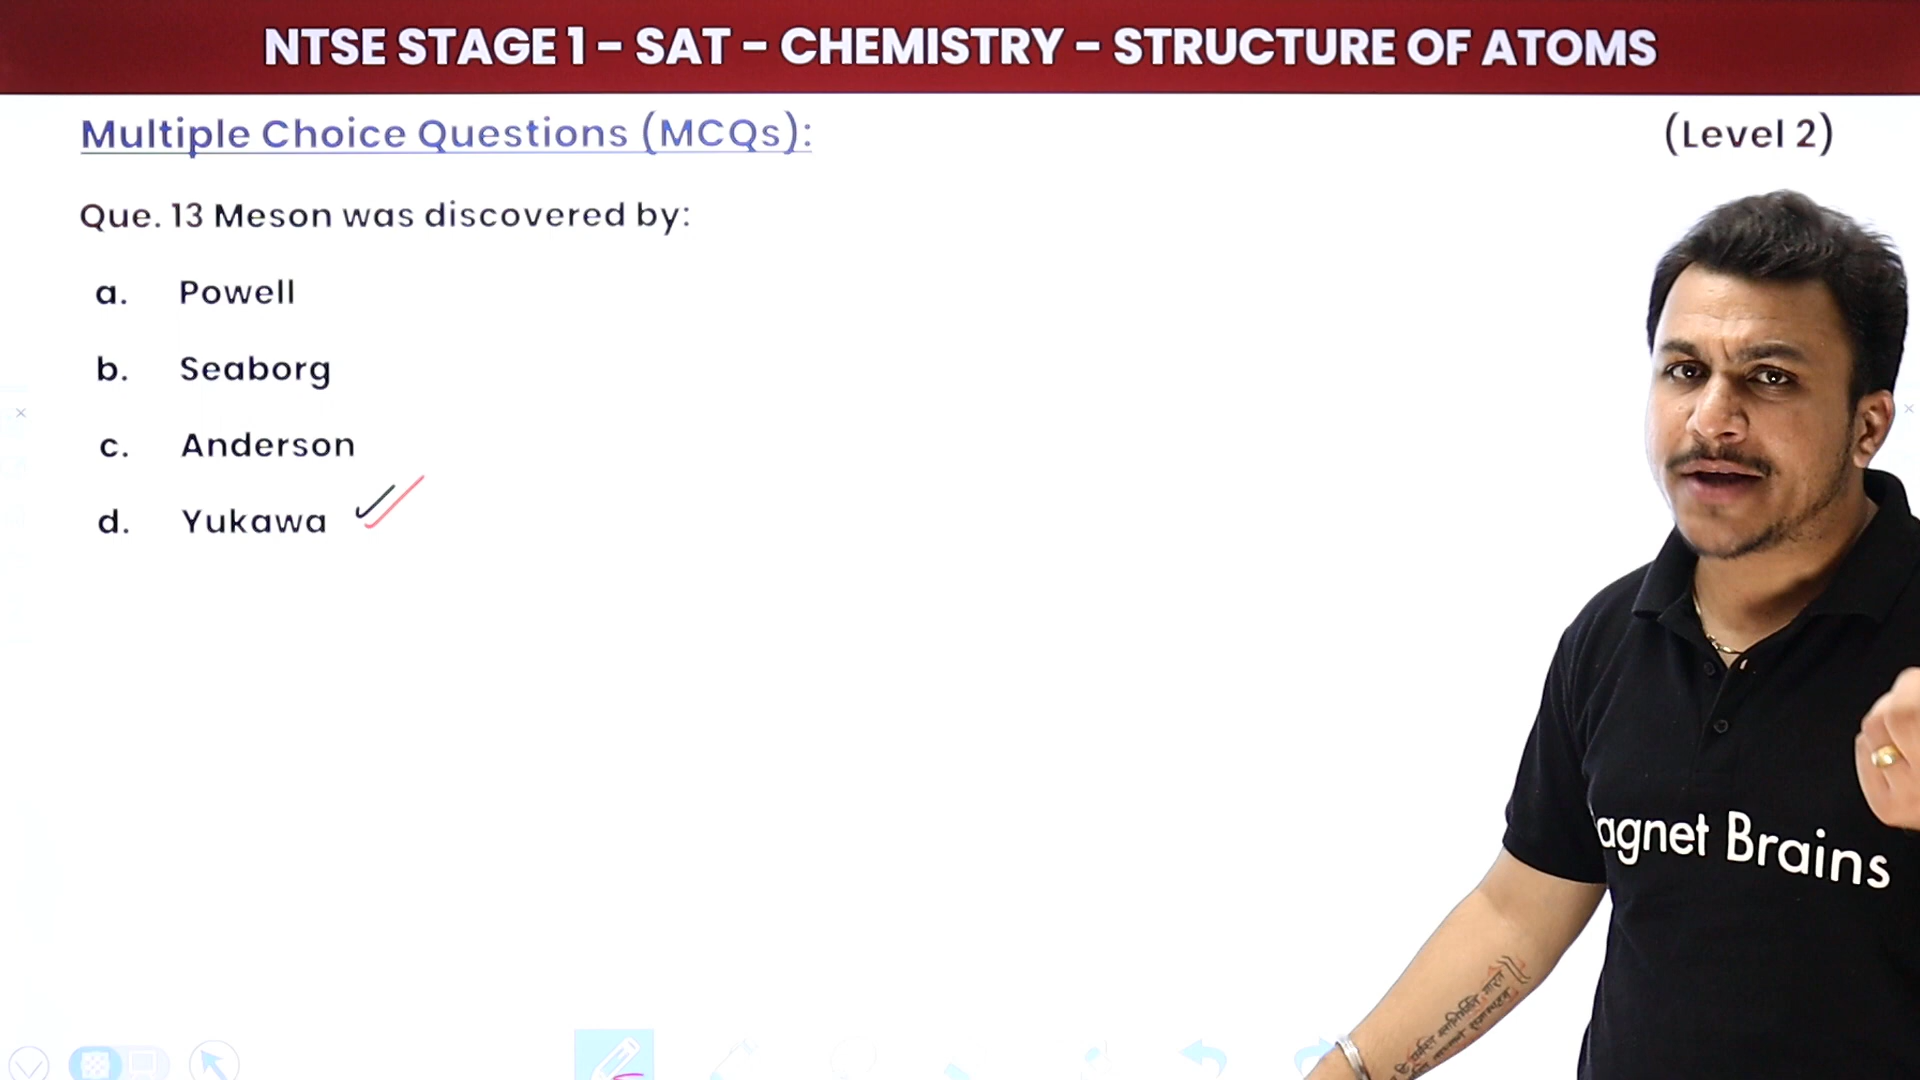 NTSE STAGE 1 – SAT – CHEMISTRY – STRUCTURE OF ATOMS
Multiple Choice Questions (MCQs):
(Level 2)
Que. 13 Meson was discovered by:
a. Powell
b. Seaborg
c. Anderson
d. Yukawa
agnet Brains